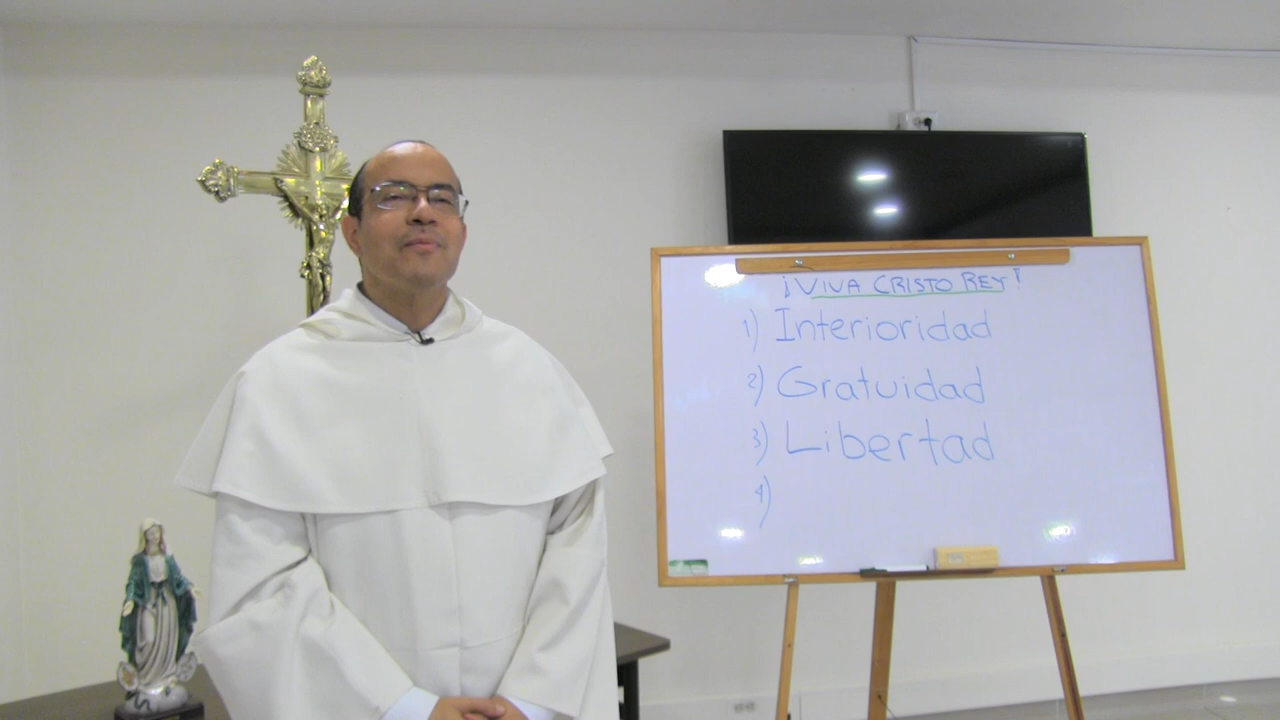 ¡VIVA CRISTO REY!
1) Interioridad
2) Gratuidad
3) Libertad
4)